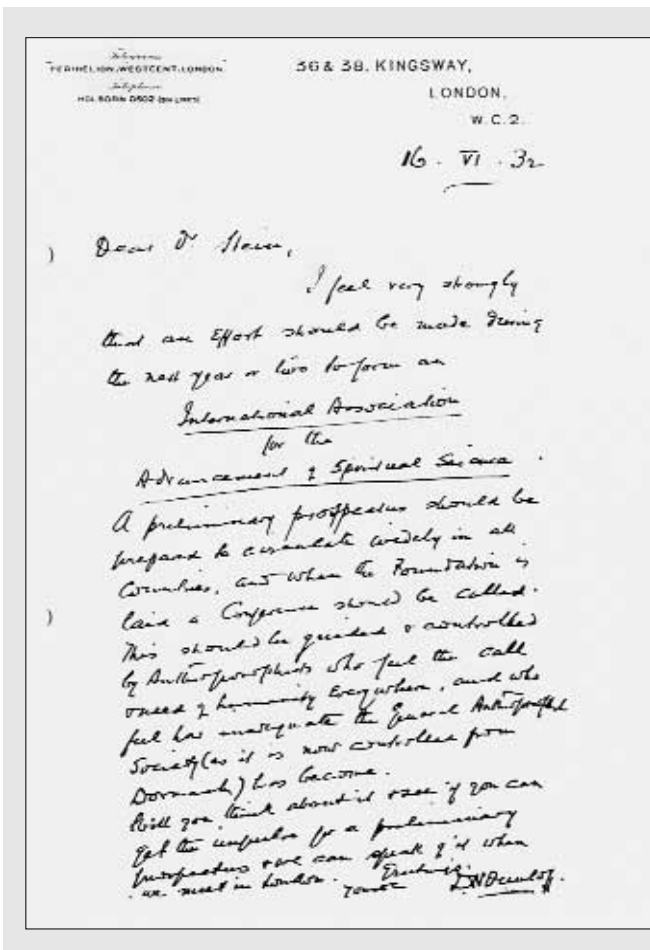 Telegrams
"PERIHELION, WESTCENT, LONDON."
Telephone
HOLBORN 0502
36 & 38, KINGSWAY,
LONDON,
W.C.2.
16 . VI . 32
Dear Dr Stein,
I feel very strongly
that an Effort should be made during
the next year or two to form an
International Association
for the
Advancement of Spiritual Science .
A preliminary prospectus should be
prepared to circulate widely in all
Countries, and when the Foundation is
laid a Conference should be called.
This should be guided & controlled
by Anthroposophists who feel the call
& need of humanity Everywhere, and who
feel how inadequate the General Anthroposophical
Society (as it is now controlled from
Dornach) has become.
Will you think about it & see if you can
get the impulse for a preliminary
prospectus & we can speak of it when
we meet in London.
D N Dunlop.